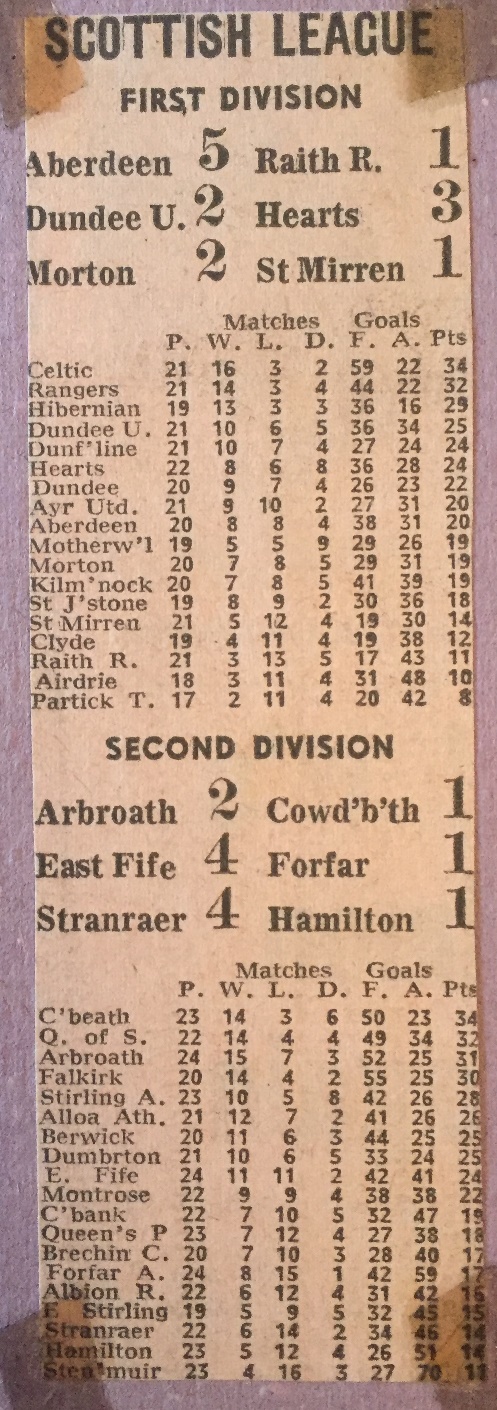 SCOTTISH LEAGUE
FIRST DIVISION
Aberdeen 5 Raith R. 1
Dundee U. 2 Hearts 3
Morton 2 St Mirren 1
Matches Goals
P. W. L. D. F. A. Pts
Celtic 21 16 3 2 59 22 34
Rangers 21 14 3 4 44 22 32
Hibernian 19 13 3 3 36 16 29
Dundee U. 21 10 6 5 36 34 25
Dunf'line 21 10 7 4 27 24 24
Hearts 22 8 6 8 36 28 24
Dundee 20 9 7 4 26 23 22
Ayr Utd. 21 9 10 2 27 31 20
Aberdeen 20 8 8 4 38 31 20
Motherw'l 19 5 5 9 29 26 19
Morton 20 7 8 5 29 31 19
Kilm'nock 20 7 8 5 41 39 19
St J'stone 19 8 9 2 30 36 18
St Mirren 21 5 12 4 19 30 14
Clyde 19 4 11 4 19 38 12
Raith R. 21 3 13 5 17 43 11
Airdrie 18 3 11 4 31 48 10
Partick T. 17 2 11 4 20 42 8
SECOND DIVISION
Arbroath 2 Cowd'b'th 1
East Fife 4 Forfar 1
Stranraer 4 Hamilton 1
Matches Goals
P. W. L. D. F. A. Pts
C'beath 23 14 3 6 50 23 34
Q. of S. 22 14 4 4 49 34 32
Arbroath 24 15 7 3 52 25 31
Falkirk 20 14 4 2 55 25 30
Stirling A. 23 10 5 8 42 26 28
Alloa Ath. 21 12 7 2 41 26 26
Berwick 20 11 6 3 44 25 25
Dumbrton 21 10 6 5 33 24 25
E. Fife 24 11 11 2 42 41 24
Montrose 22 9 9 4 38 38 22
C'bank 22 7 10 5 32 47 19
Queen's P 23 7 12 4 27 38 18
Brechin C. 20 7 10 3 28 40 17
Forfar A. 24 8 15 1 42 59 17
Albion R. 22 6 12 4 31 42 16
E Stirling 19 5 9 5 32 45 15
Stranraer 22 6 14 2 34 46 14
Hamilton 23 5 12 4 26 51 14
Sten'muir 23 4 16 3 27 70 11